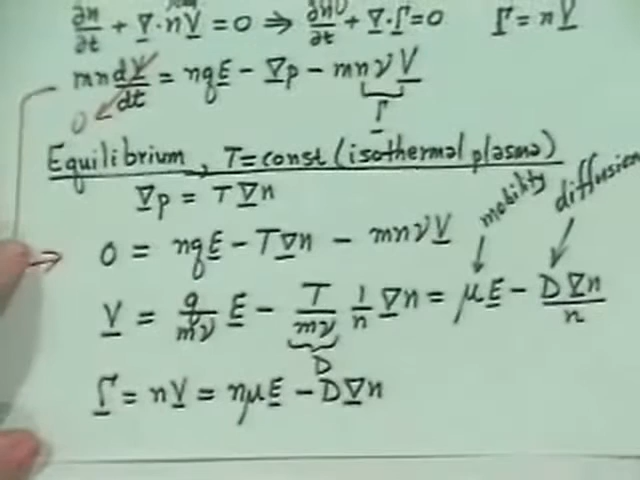 ∂n/∂t + ∇·nV = 0 ⇒ ∂n/∂t + ∇·Γ = 0 Γ = nV
mn dV/dt = nqE − ∇p − mnνV
0 Γ
Equilibrium, T = const (isothermal plasma)
∇p = T∇n
mobility diffusion
0 = nqE − T∇n − mnνV
V = q/mν E − T/mν 1/n ∇n = μE − D∇n/n
D
Γ = nV = nμE − D∇n